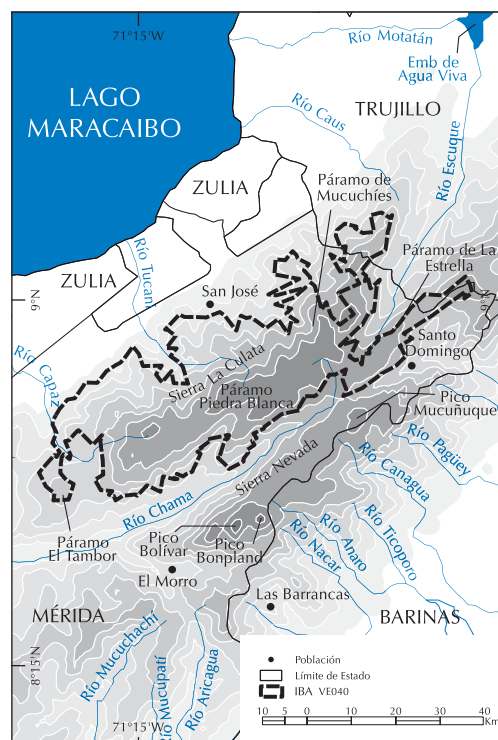 71°15'W
Río Motatán
Emb de
Agua Viva
LAGO
MARACAIBO
Río Caus
TRUJILLO
Río Escuque
Páramo de
Mucuchíes
ZULIA
Río Tucaní
Páramo de La
Estrella
ZULIA
San José
9°N
9°N
Santo
Domingo
Río Capaz
Sierra La Culata
Páramo
Piedra Blanca
Pico
Mucuñuque
Río Pagüey
Sierra Nevada
Río Canagua
Río Chama
Páramo
El Tambor
Pico
Bolívar
Pico
Bonpland
Río Ticoporo
Río Anaro
Río Nacar
El Morro
Las Barrancas
MÉRIDA
BARINAS
Río Mucuchachí
Río Mucupatí
Río Aricagua
8°15'N
71°15'W
Población
Límite de Estado
IBA VE040
10 5 0 10 20 30 40
Km